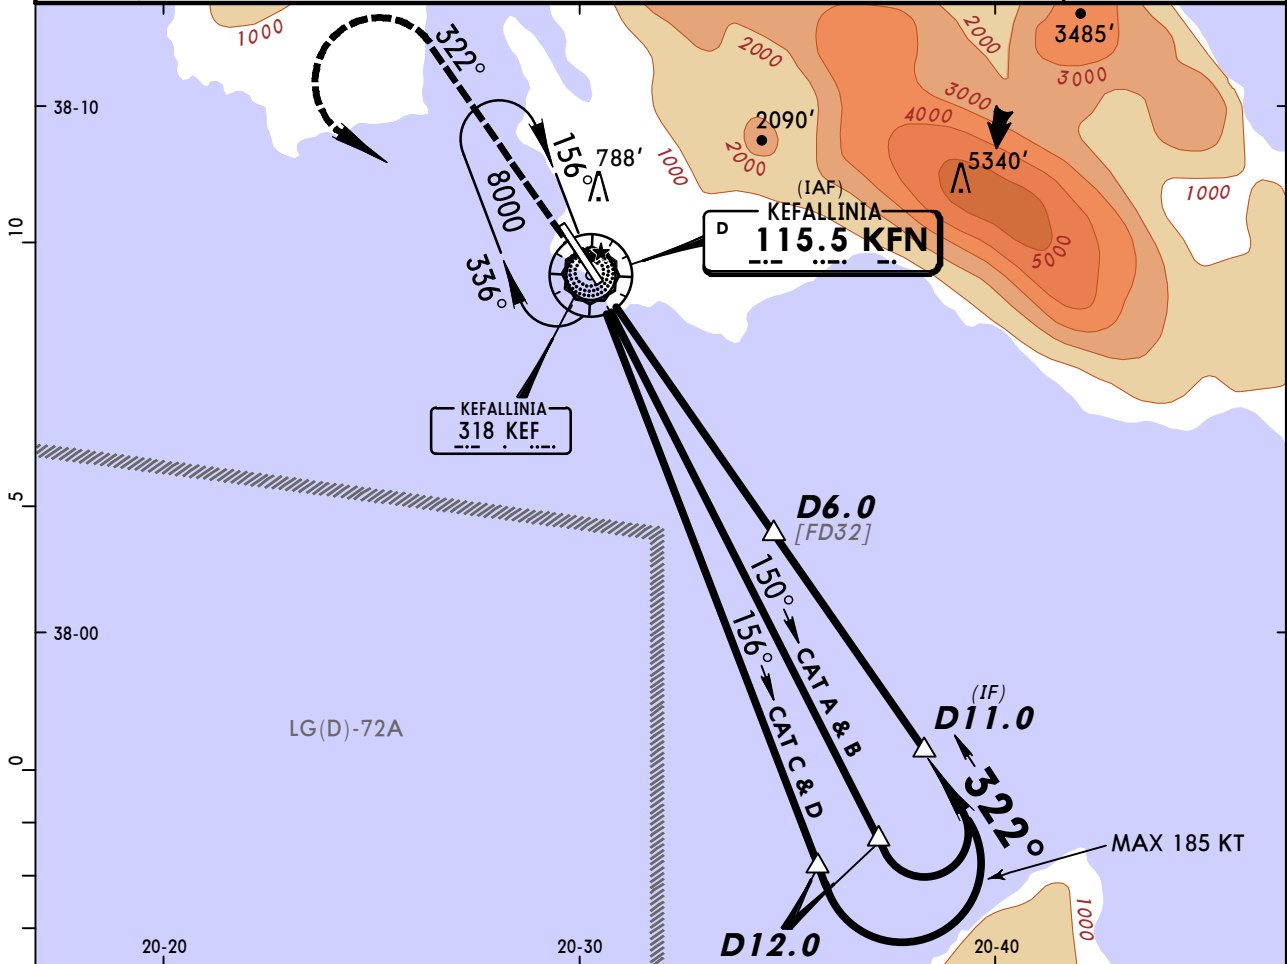 1000
2000
2000
3485'
3000
322°
38-10
3000
4000
2090'
2000
156°
788'
1000
5340'
8000
(IAF)
KEFALLINIA
D 115.5 KFN
1000
10
5000
336°
KEFALLINIA
318 KEF
5
D6.0
[FD32]
150°
CAT A & B
156°
CAT C & D
38-00
(IF)
D11.0
LG(D)-72A
0
322°
MAX 185 KT
1000
D12.0
20-20
20-30
20-40